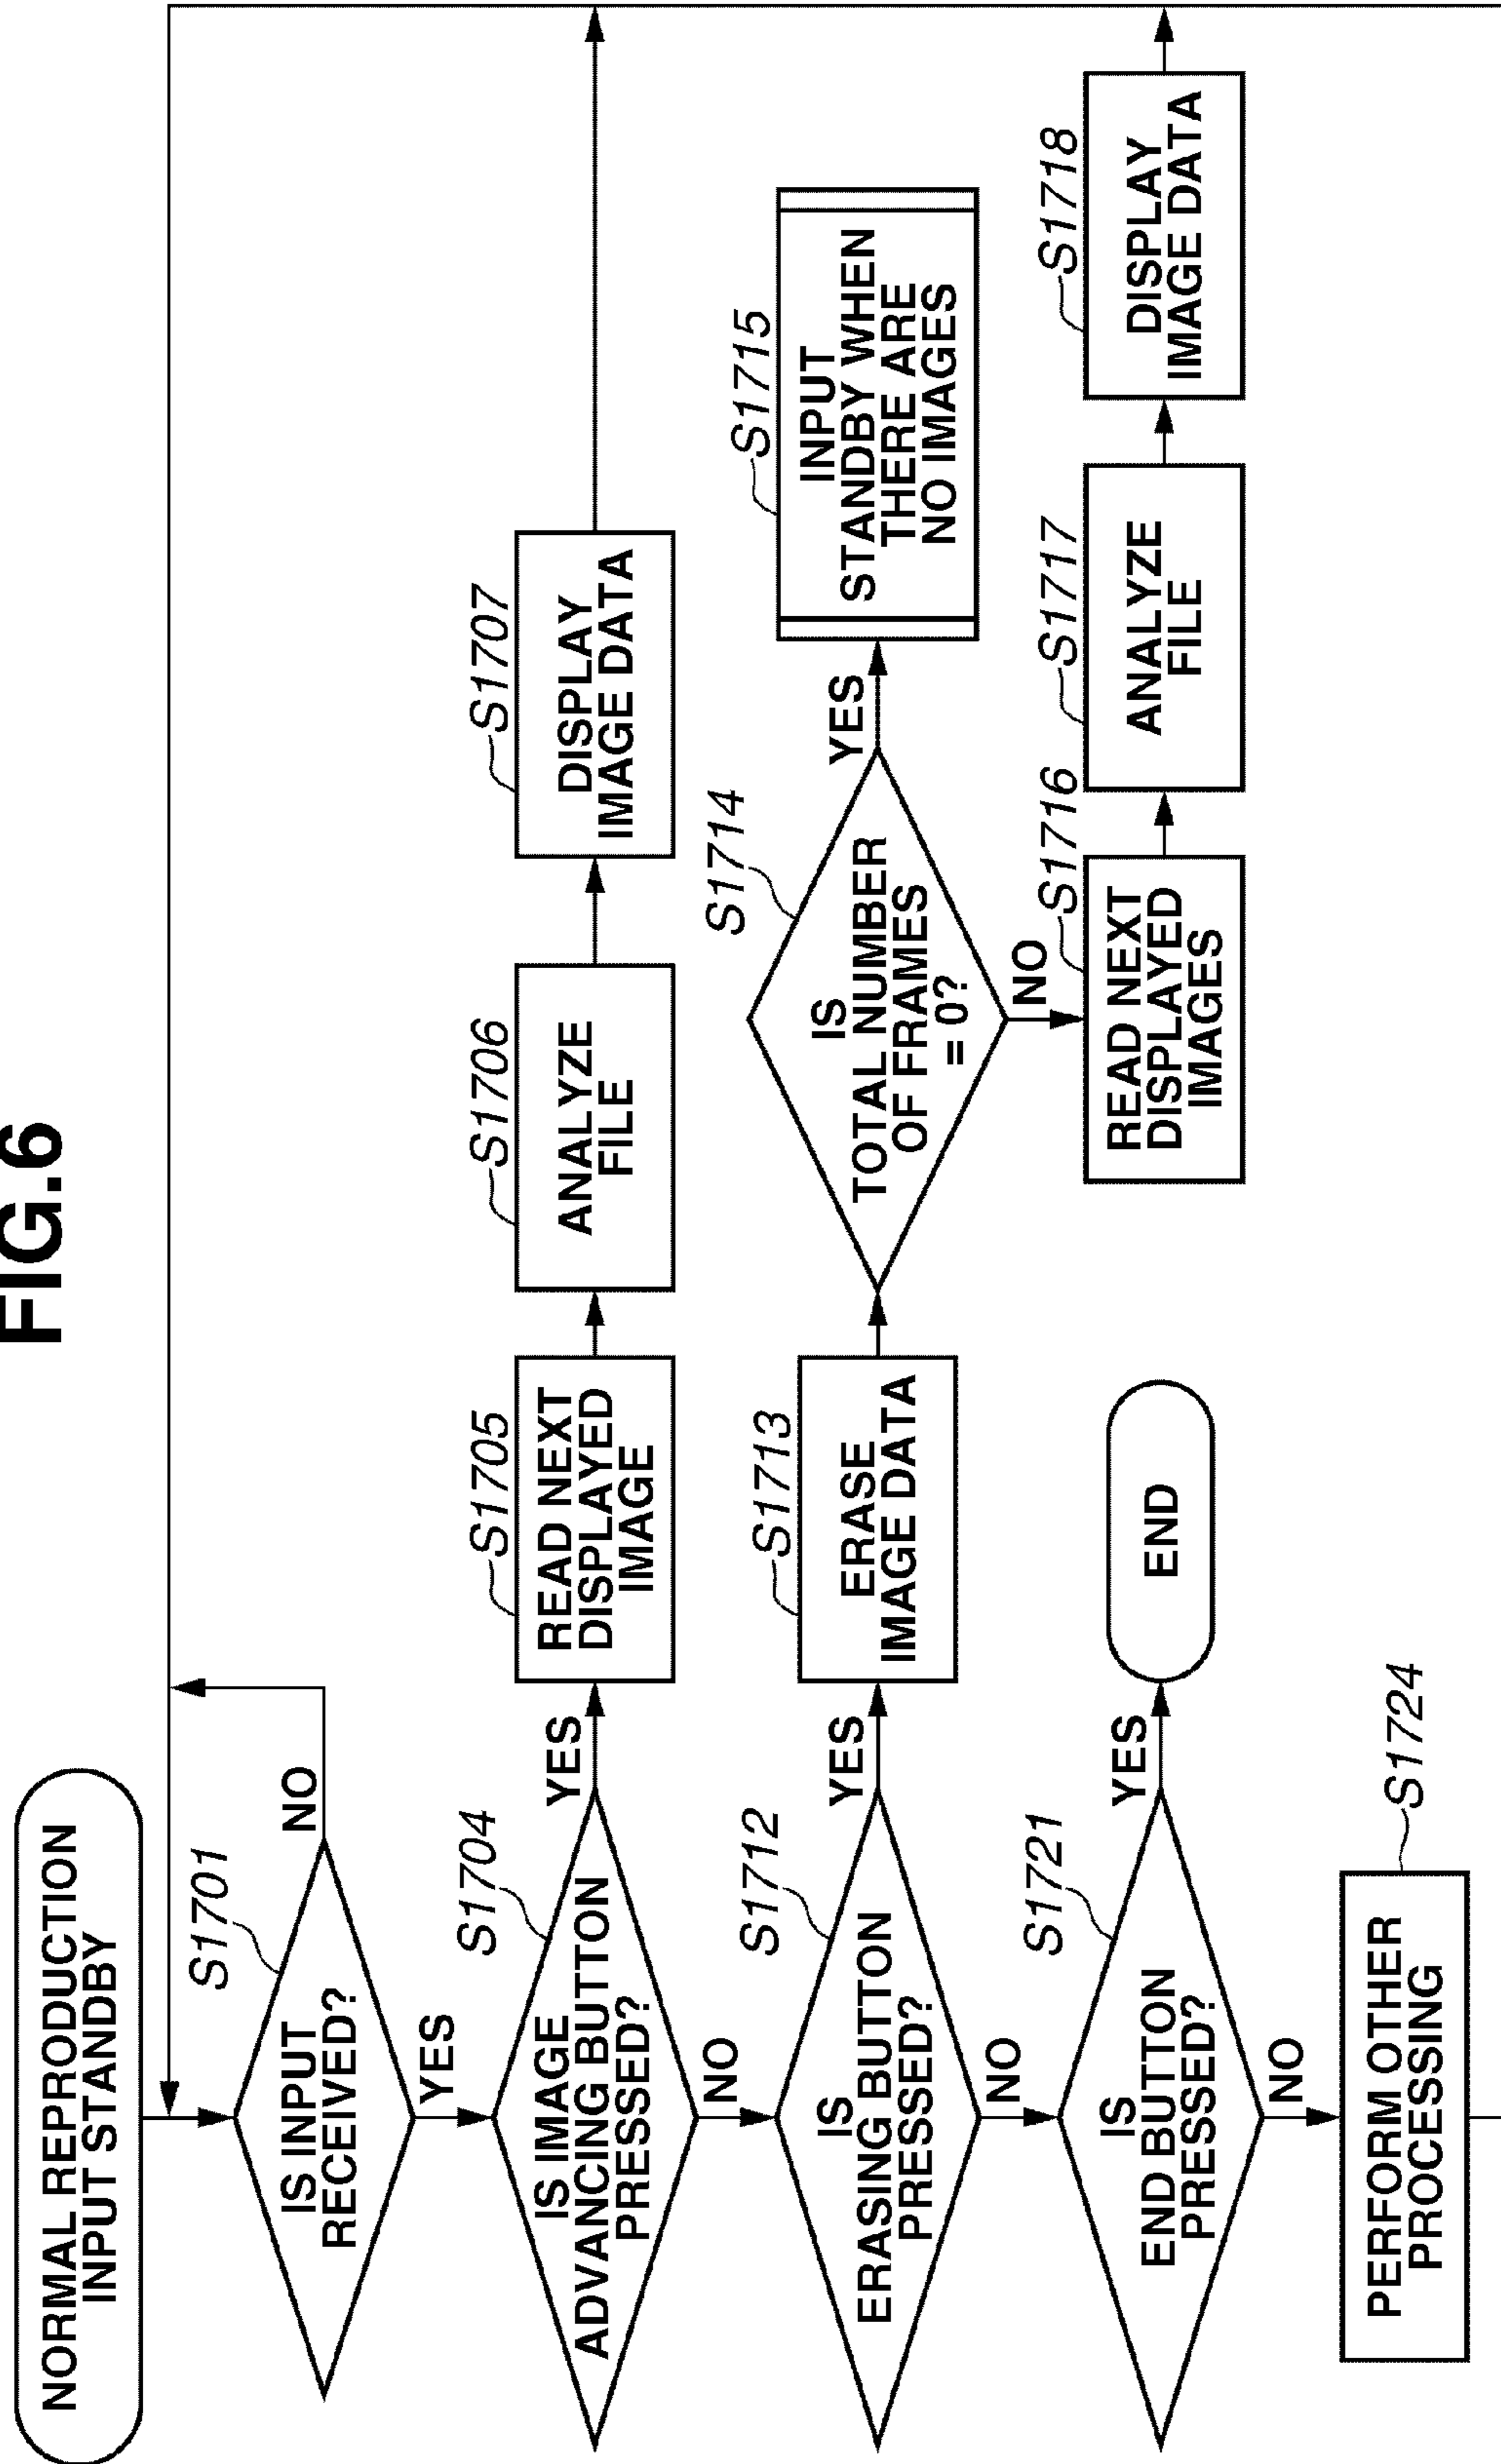 FIG.6
NORMAL REPRODUCTION
INPUT STANDBY
S1701
IS INPUT
RECEIVED?
NO
YES
S1704
IS IMAGE
ADVANCING BUTTON
PRESSED?
YES
NO
S1705
READ NEXT
DISPLAYED
IMAGE
S1706
ANALYZE
FILE
S1707
DISPLAY
IMAGE DATA
S1712
IS
ERASING BUTTON
PRESSED?
YES
NO
S1713
ERASE
IMAGE DATA
S1714
IS
TOTAL NUMBER
OF FRAMES
= 0?
YES
NO
S1715
INPUT
STANDBY WHEN
THERE ARE
NO IMAGES
S1716
READ NEXT
DISPLAYED
IMAGES
S1717
ANALYZE
FILE
S1718
DISPLAY
IMAGE DATA
S1721
IS
END BUTTON
PRESSED?
YES
NO
END
S1724
PERFORM OTHER
PROCESSING